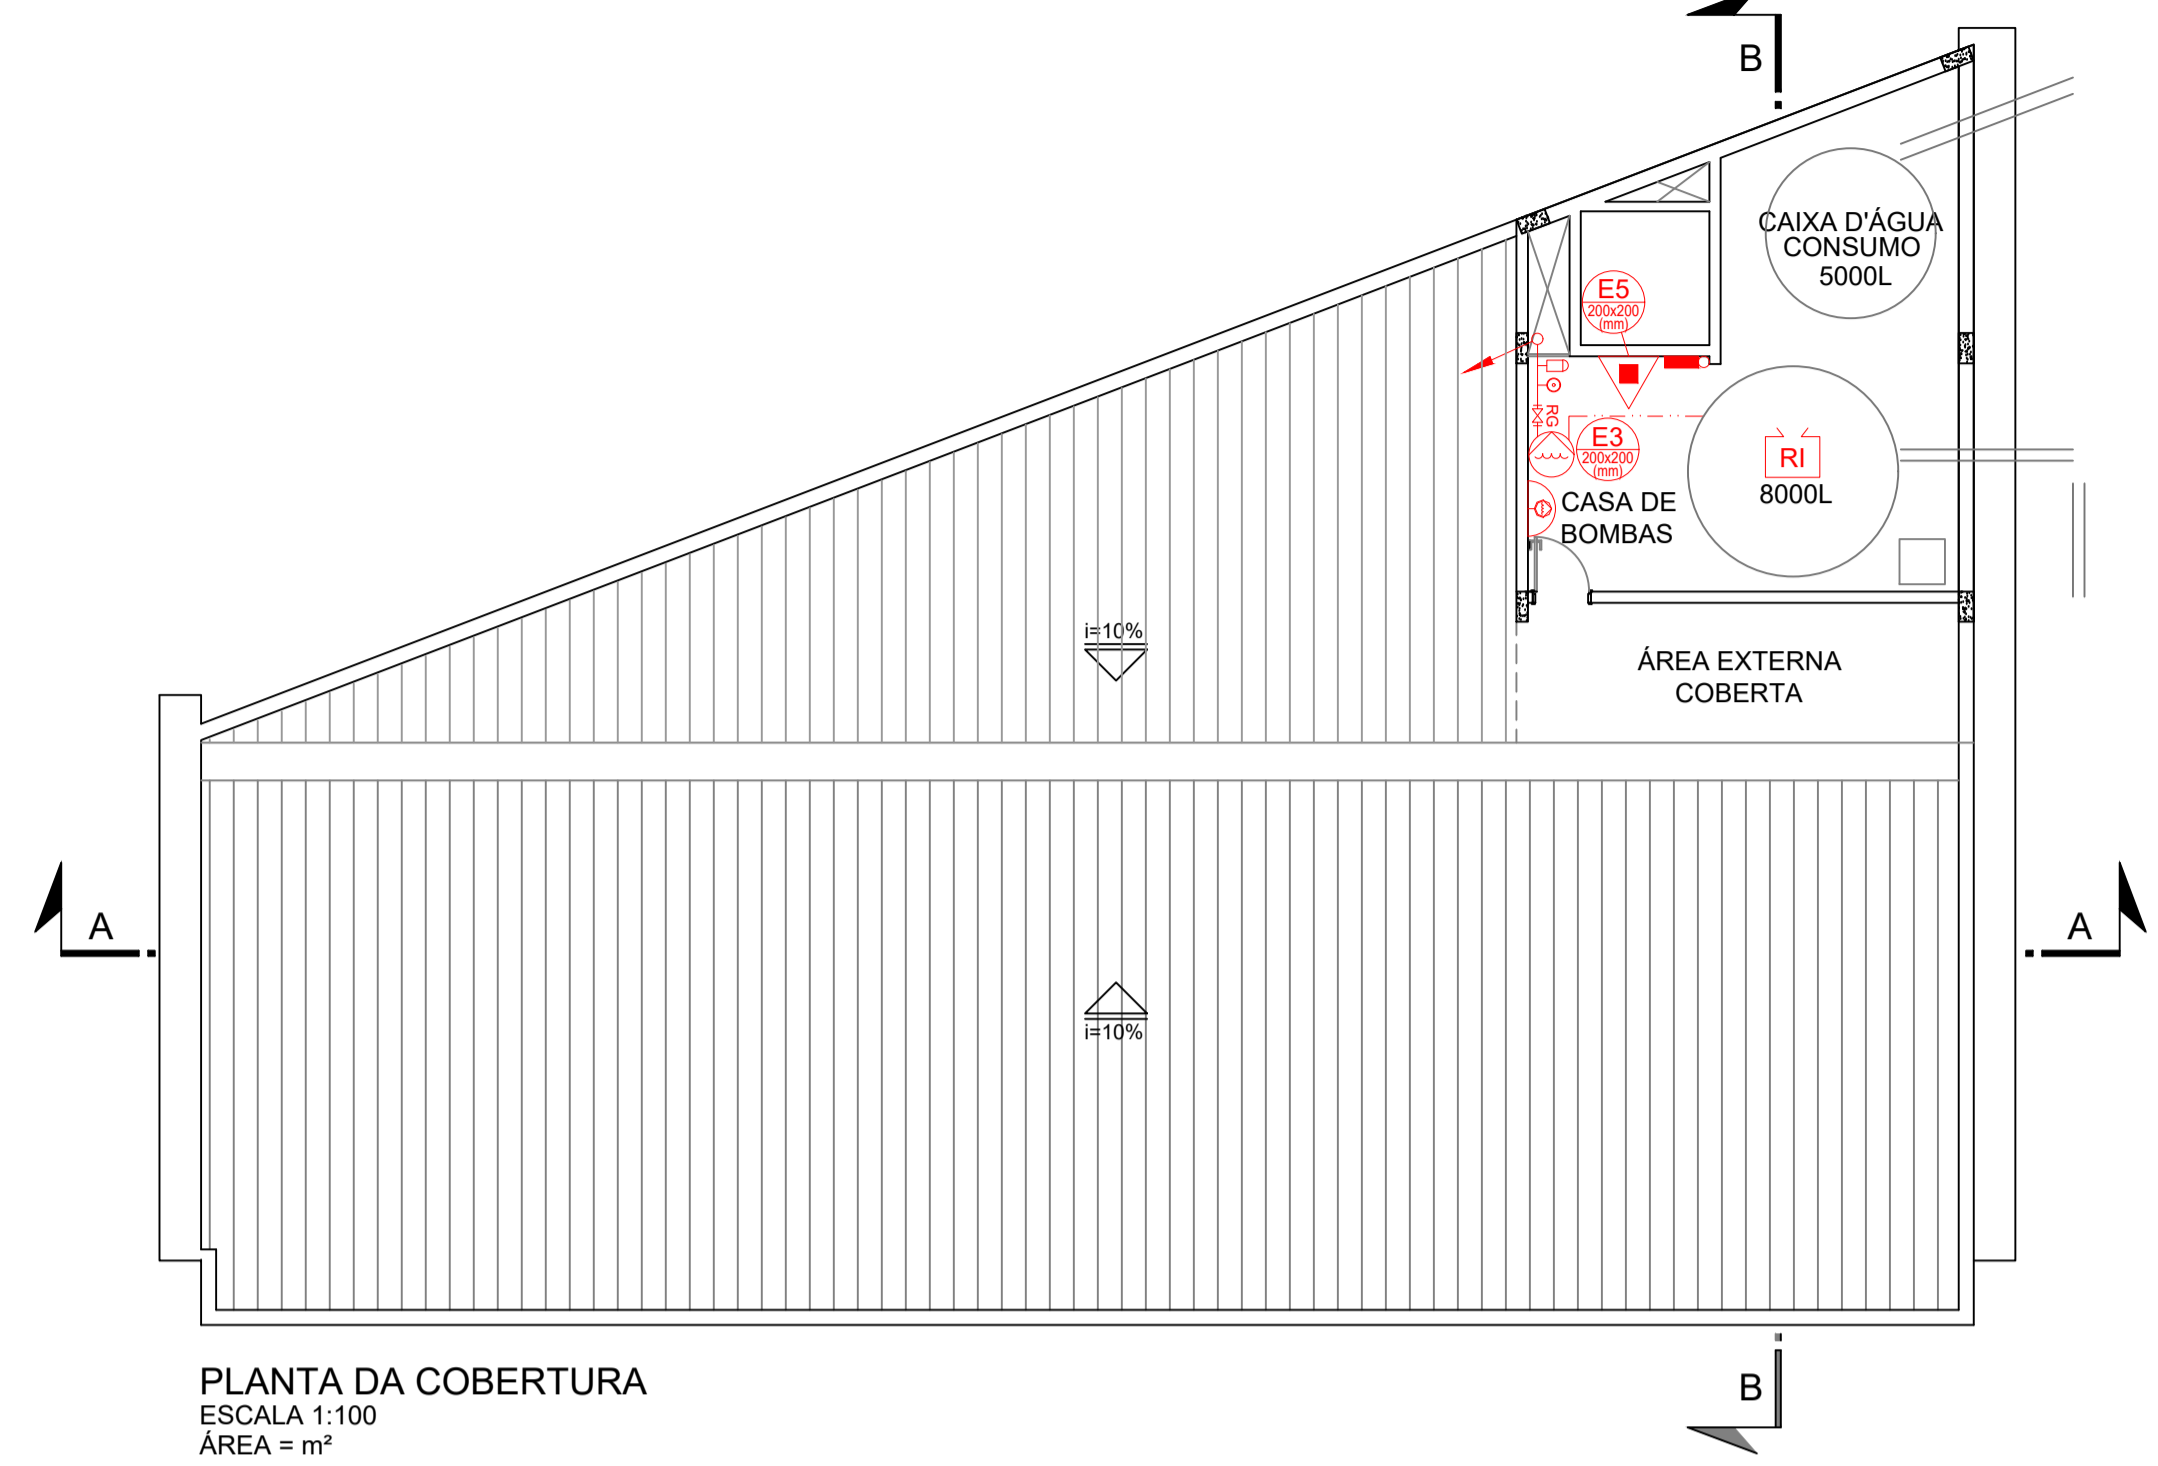 B
CAIXA D'ÁGUA
CONSUMO
5000L
E5
200x200
(mm)
RG
E3
200x200
(mm)
RI
8000L
CASA DE
BOMBAS
i=10%
ÁREA EXTERNA
COBERTA
A
A
i=10%
B
PLANTA DA COBERTURA
ESCALA 1:100
ÁREA = m²